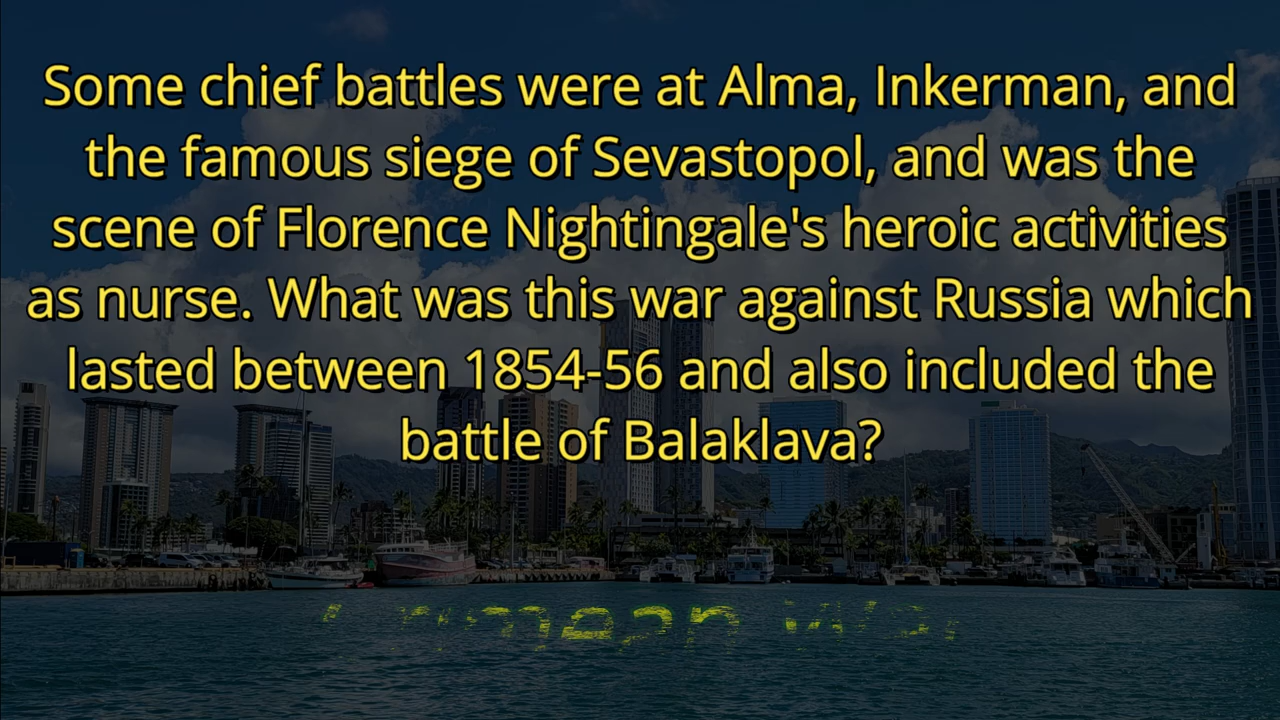 Some chief battles were at Alma, Inkerman, and
the famous siege of Sevastopol, and was the
scene of Florence Nightingale's heroic activities
as nurse. What was this war against Russia which
lasted between 1854-56 and also included the
battle of Balaklava?